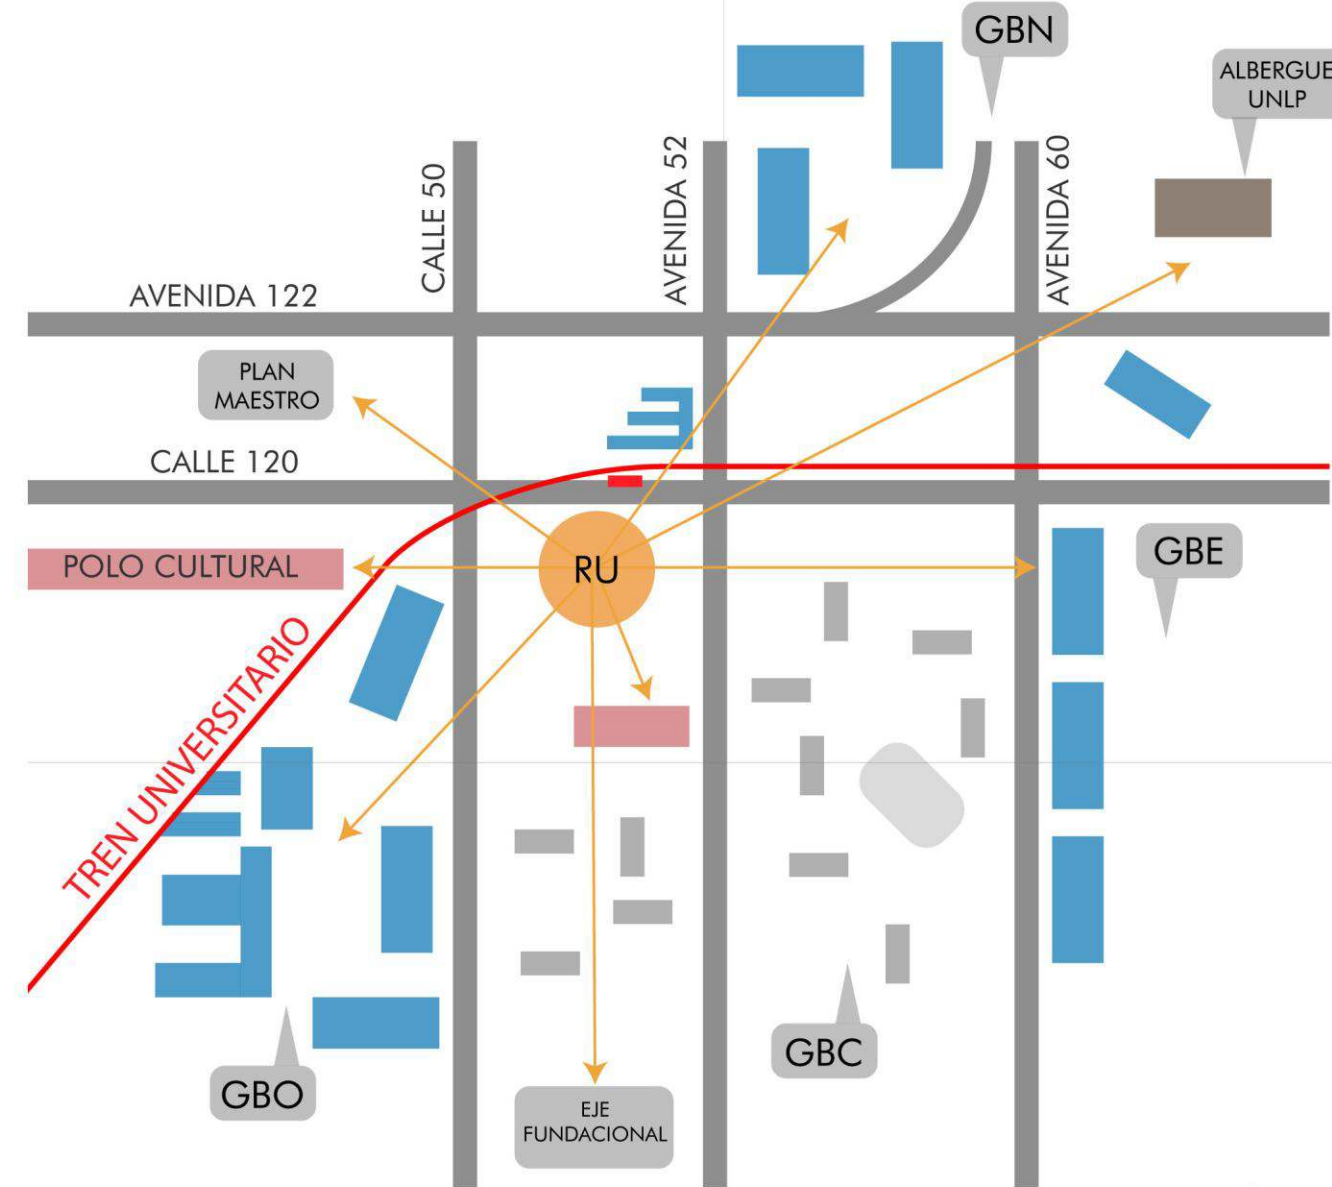 GBN
ALBERGUE
UNLP
CALLE 50
AVENIDA 52
AVENIDA 60
AVENIDA 122
PLAN
MAESTRO
CALLE 120
POLO CULTURAL
RU
GBE
TREN UNIVERSITARIO
GBC
GBO
EJE
FUNDACIONAL